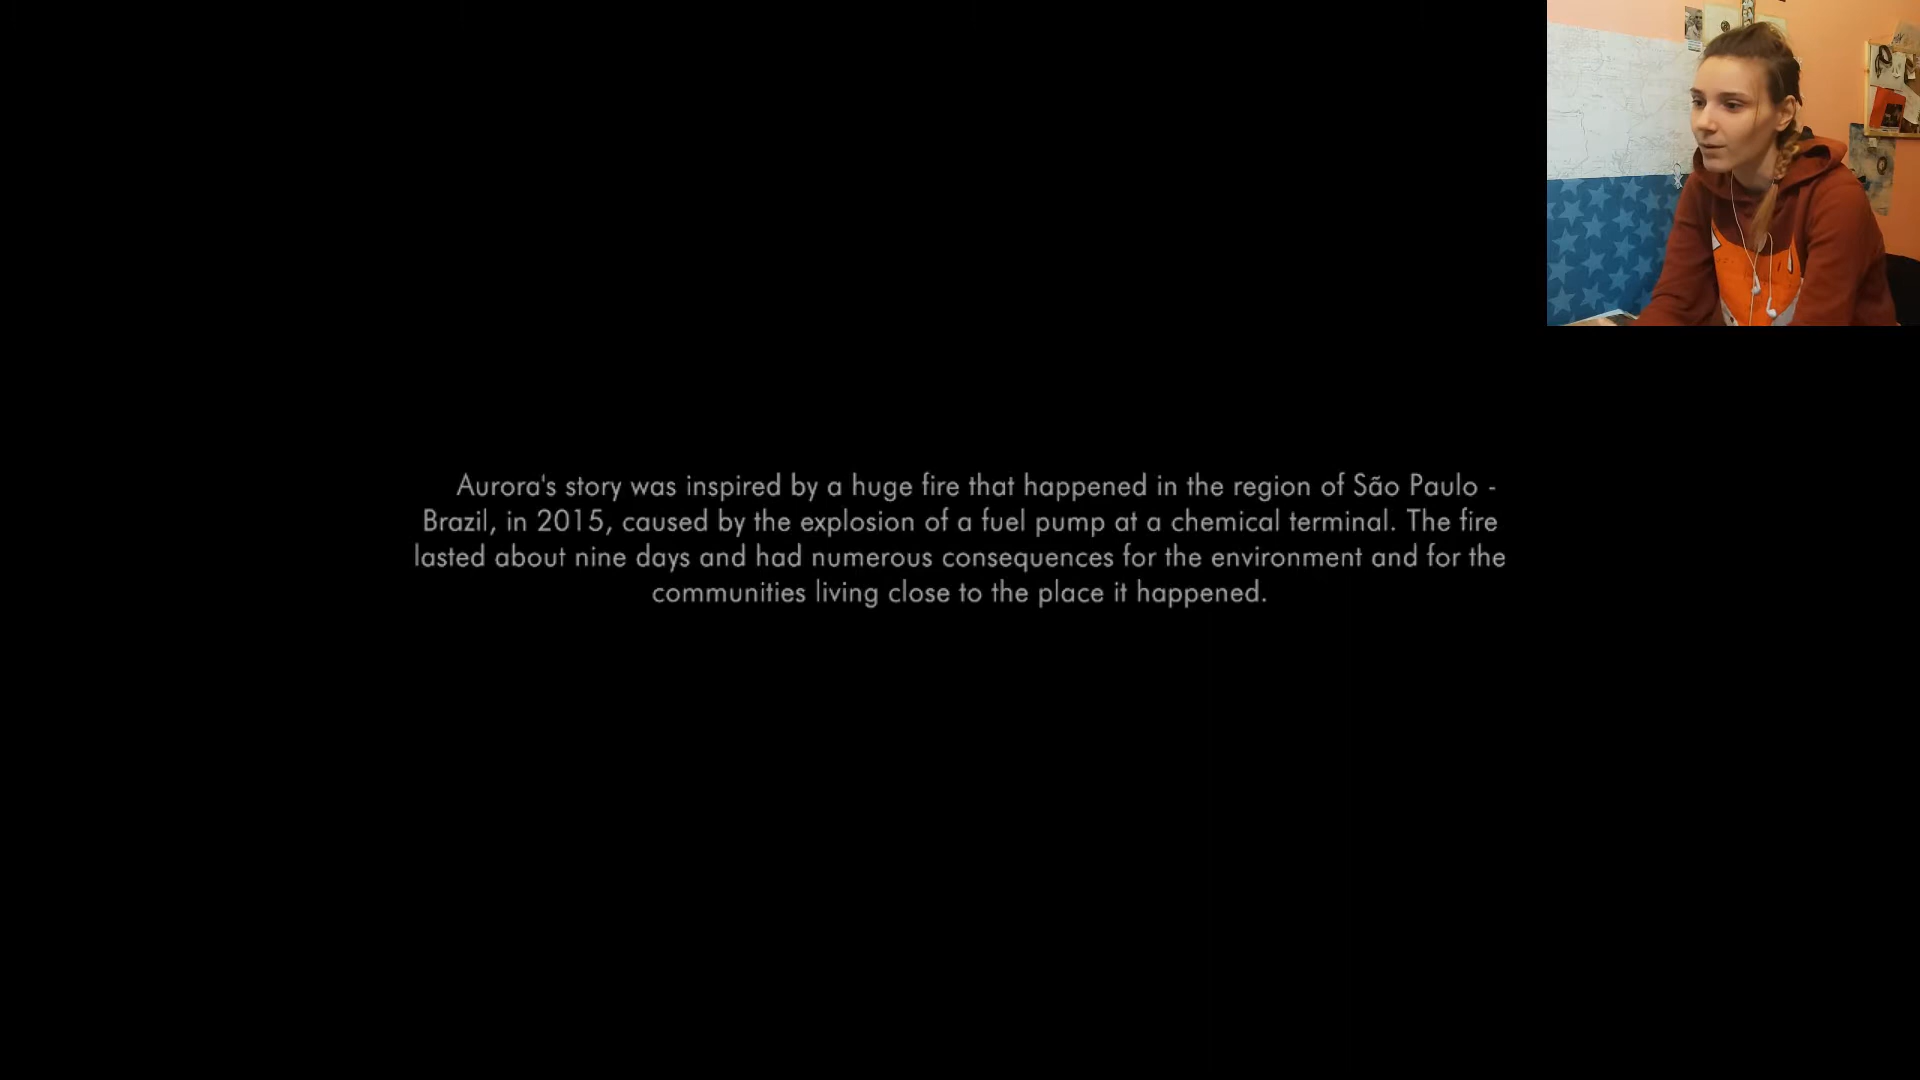 Aurora's story was inspired by a huge fire that happened in the region of São Paulo -
Brazil, in 2015, caused by the explosion of a fuel pump at a chemical terminal. The fire
lasted about nine days and had numerous consequences for the environment and for the
communities living close to the place it happened.